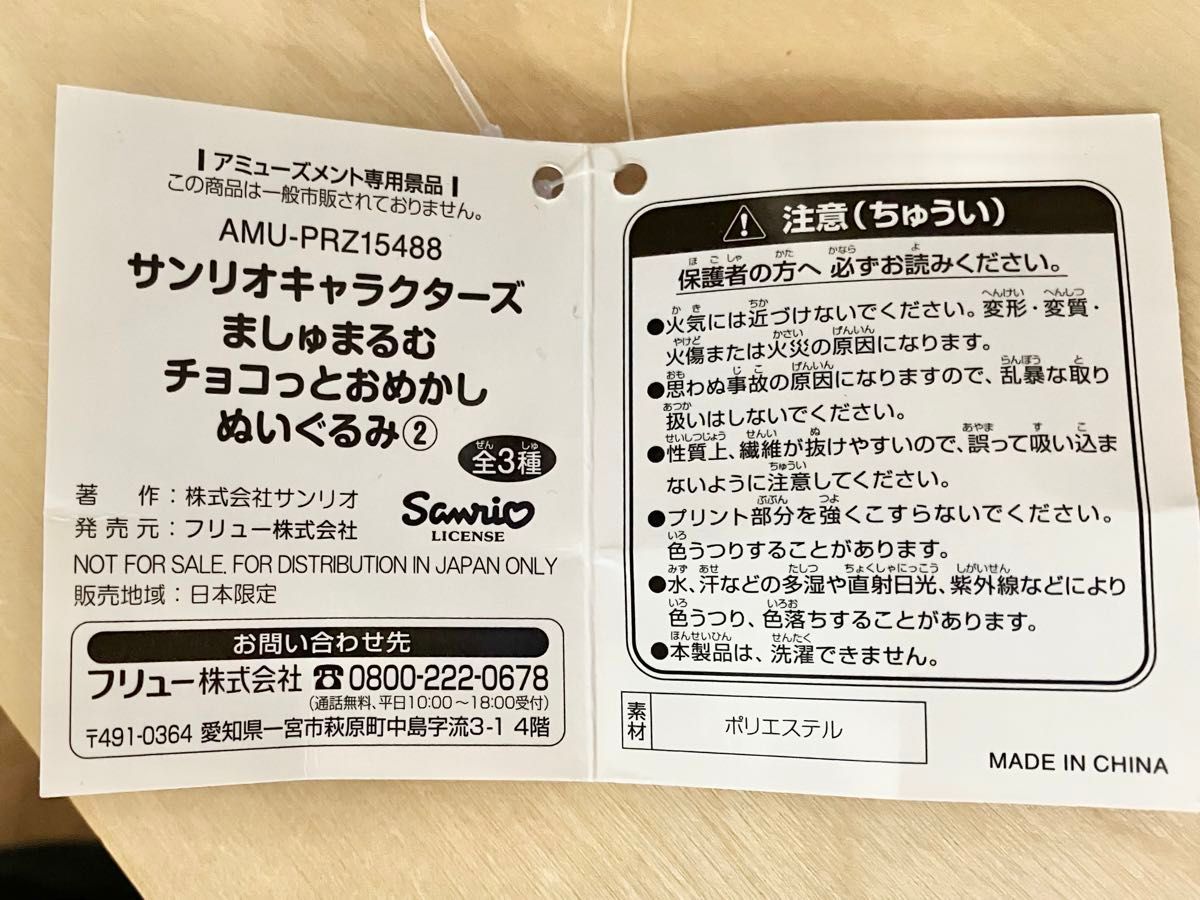 アミューズメント専用景品
この商品は一般市販されておりません。
AMU-PRZ15488
サンリオキャラクターズ
ましゅまるむ
チョコっとおめかし
ぬいぐるみ②
全3種
ぜん しゅ
著 作：株式会社サンリオ
発売元：フリュー株式会社
Sanrio
LICENSE
NOT FOR SALE. FOR DISTRIBUTION IN JAPAN ONLY
販売地域：日本限定
お問い合わせ先
フリュー株式会社 ☎0800-222-0678
(通話無料、平日10:00～18:00受付)
〒491-0364 愛知県一宮市萩原町中島字流3-1 4階
注意(ちゅうい)
ほごしゃ かた かなら よ
保護者の方へ 必ずお読みください。
かき ちか へんけい へんしつ
●火気には近づけないでください。変形・変質・
やけど かさい げんいん
火傷または火災の原因になります。
おも じこ げんいん らんぼう と
●思わぬ事故の原因になりますので、乱暴な取り
あつか
扱いはしないでください。
せいしつじょう せんい ぬ あやま す こ
●性質上、繊維が抜けやすいので、誤って吸い込ま
ちゅうい
ないように注意してください。
ぶぶん つよ
●プリント部分を強くこすらないでください。
いろ
色うつりすることがあります。
みず あせ たしつ ちょくしゃにっこう しがいせん
●水、汗などの多湿や直射日光、紫外線などにより
いろ いろお
色うつり、色落ちすることがあります。
ほんせいひん せんたく
●本製品は、洗濯できません。
素材
ポリエステル
MADE IN CHINA